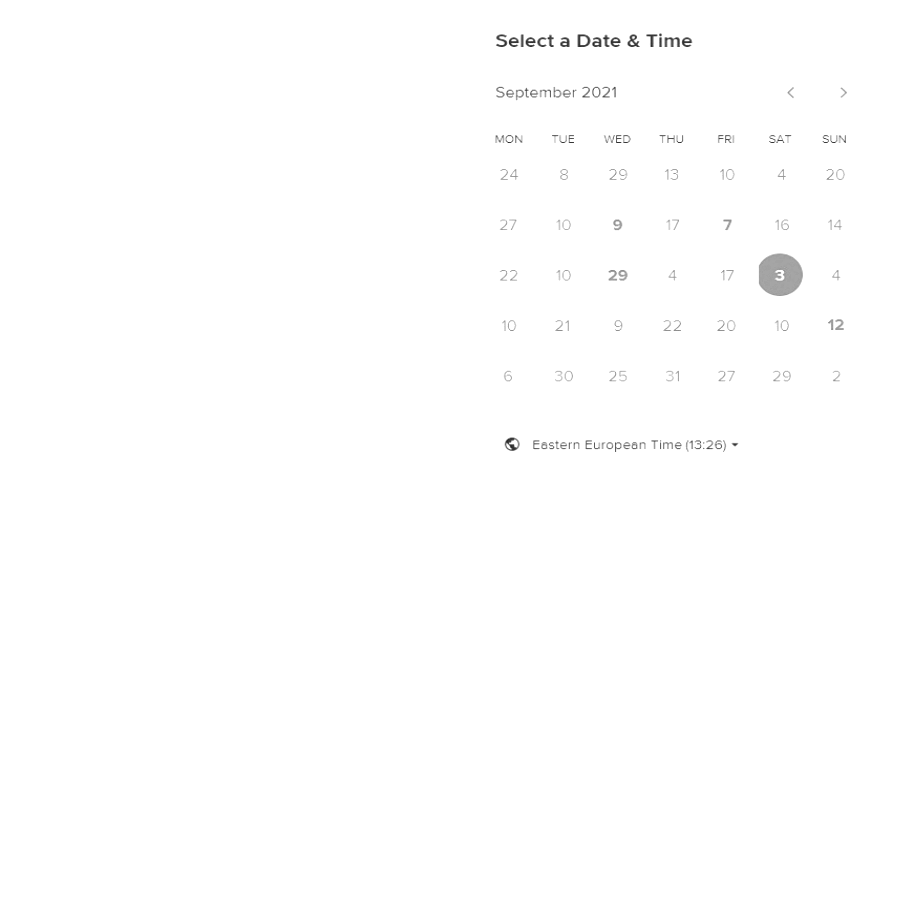 Select a Date & Time
September 2021
MON TUE WED THU FRI SAT SUN
24 8 29 13 10 4 20
27 10 9 17 7 16 14
22 10 29 4 17 3 4
10 21 9 22 20 10 12
6 30 25 31 27 29 2
Eastern European Time (13:26)